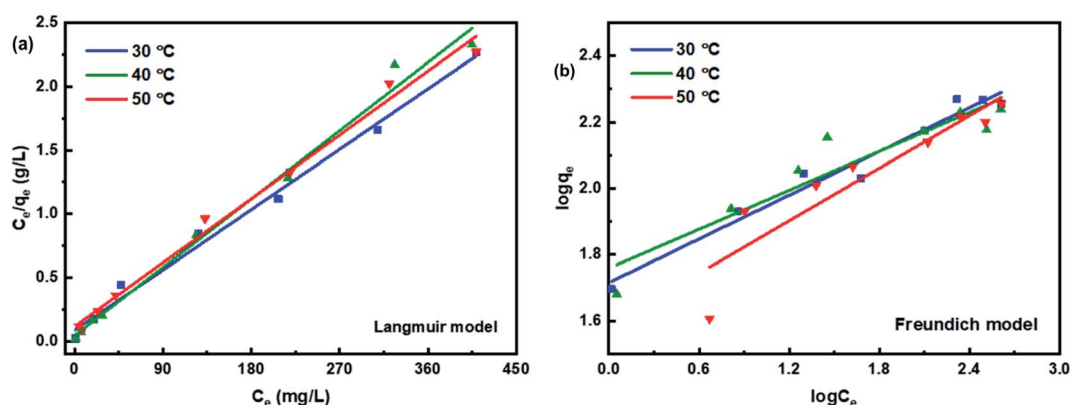 (a)
2.5
2.0
1.5
1.0
0.5
0.0
Ce/qe (g/L)
30 °C
40 °C
50 °C
Langmuir model
0 90 180 270 360 450
Ce (mg/L)
(b)
2.4
2.2
2.0
1.8
1.6
logqe
30 °C
40 °C
50 °C
Freundich model
0.0 0.6 1.2 1.8 2.4 3.0
logCe